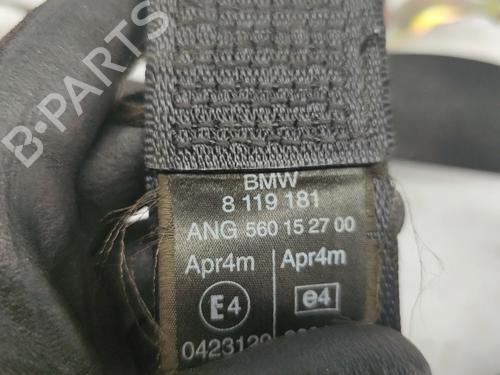 B-PARTS
BMW
8 119 181
ANG 560 15 27 00
Apr4m Apr4m
E4 e4
0423120